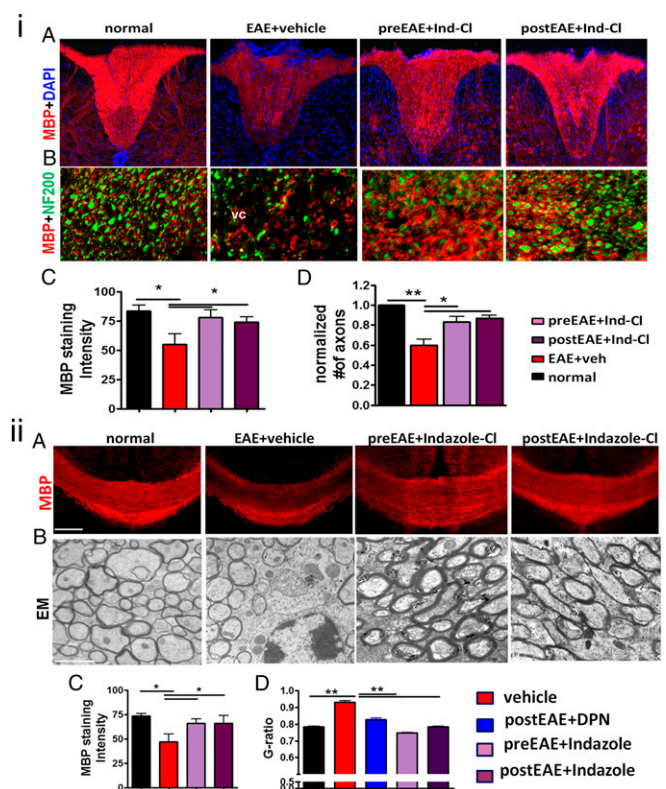 i
A
normal
EAE+vehicle
preEAE+Ind-Cl
postEAE+Ind-Cl
MBP+DAPI
B
MBP+NF200
VC
C
MBP staining
Intensity
75
50
25
0
*
*
D
normalized
#of axons
1.2
1.0
0.8
0.6
0.4
0.2
0.0
**
*
preEAE+Ind-Cl
postEAE+Ind-Cl
EAE+veh
normal
ii
A
normal
EAE+vehicle
preEAE+Indazole-Cl
postEAE+Indazole-Cl
MBP
B
EM
C
MBP staining
Intensity
75
50
25
0
*
*
D
G-ratio
1.0
0.9
0.8
0.7
0.6
0.5
**
**
vehicle
postEAE+DPN
preEAE+Indazole
postEAE+Indazole